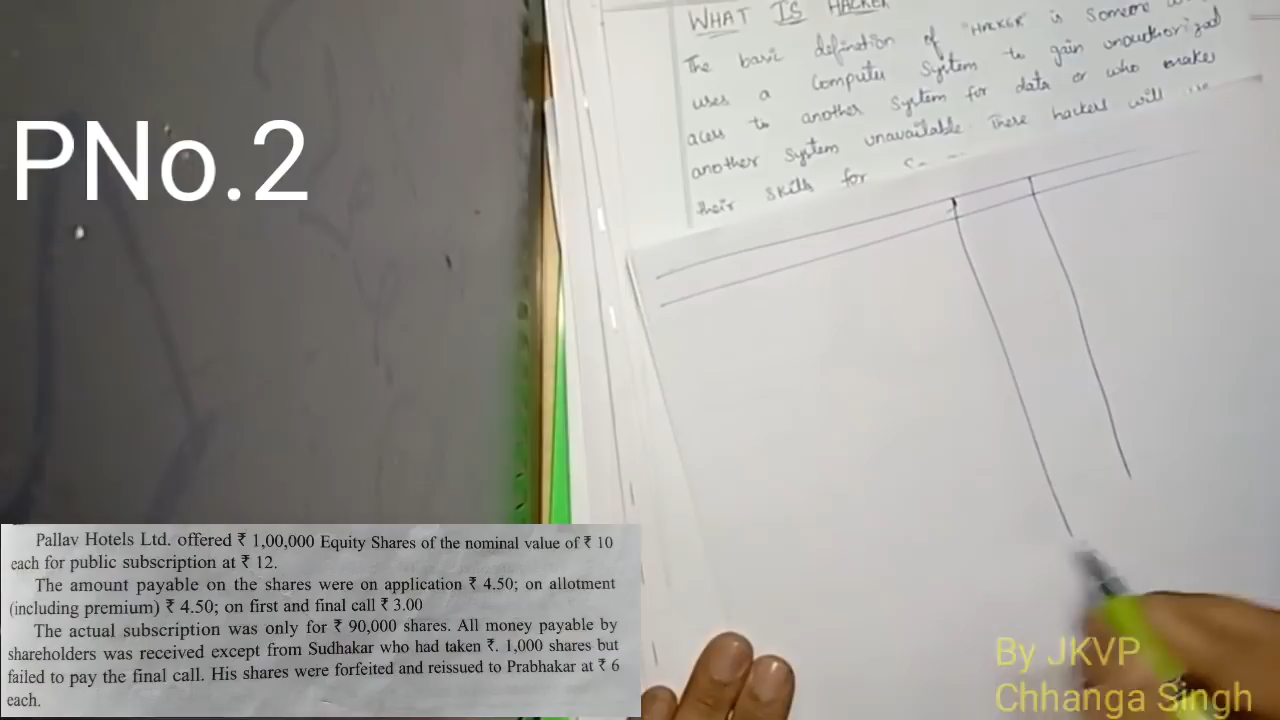 WHAT IS HACKER
The basic defination of "HACKER" is someone
uses a Computer System to gain unauthorized
acess to another System for data or who makes
another System unavailable. These hackers will use
their skills for
PNo.2
Pallav Hotels Ltd. offered ₹ 1,00,000 Equity Shares of the nominal value of ₹ 10
each for public subscription at ₹ 12.
The amount payable on the shares were on application ₹ 4.50; on allotment
(including premium) ₹ 4.50; on first and final call ₹ 3.00
The actual subscription was only for ₹ 90,000 shares. All money payable by
shareholders was received except from Sudhakar who had taken ₹. 1,000 shares but
failed to pay the final call. His shares were forfeited and reissued to Prabhakar at ₹ 6
each.
By JKVP
Chhanga Singh